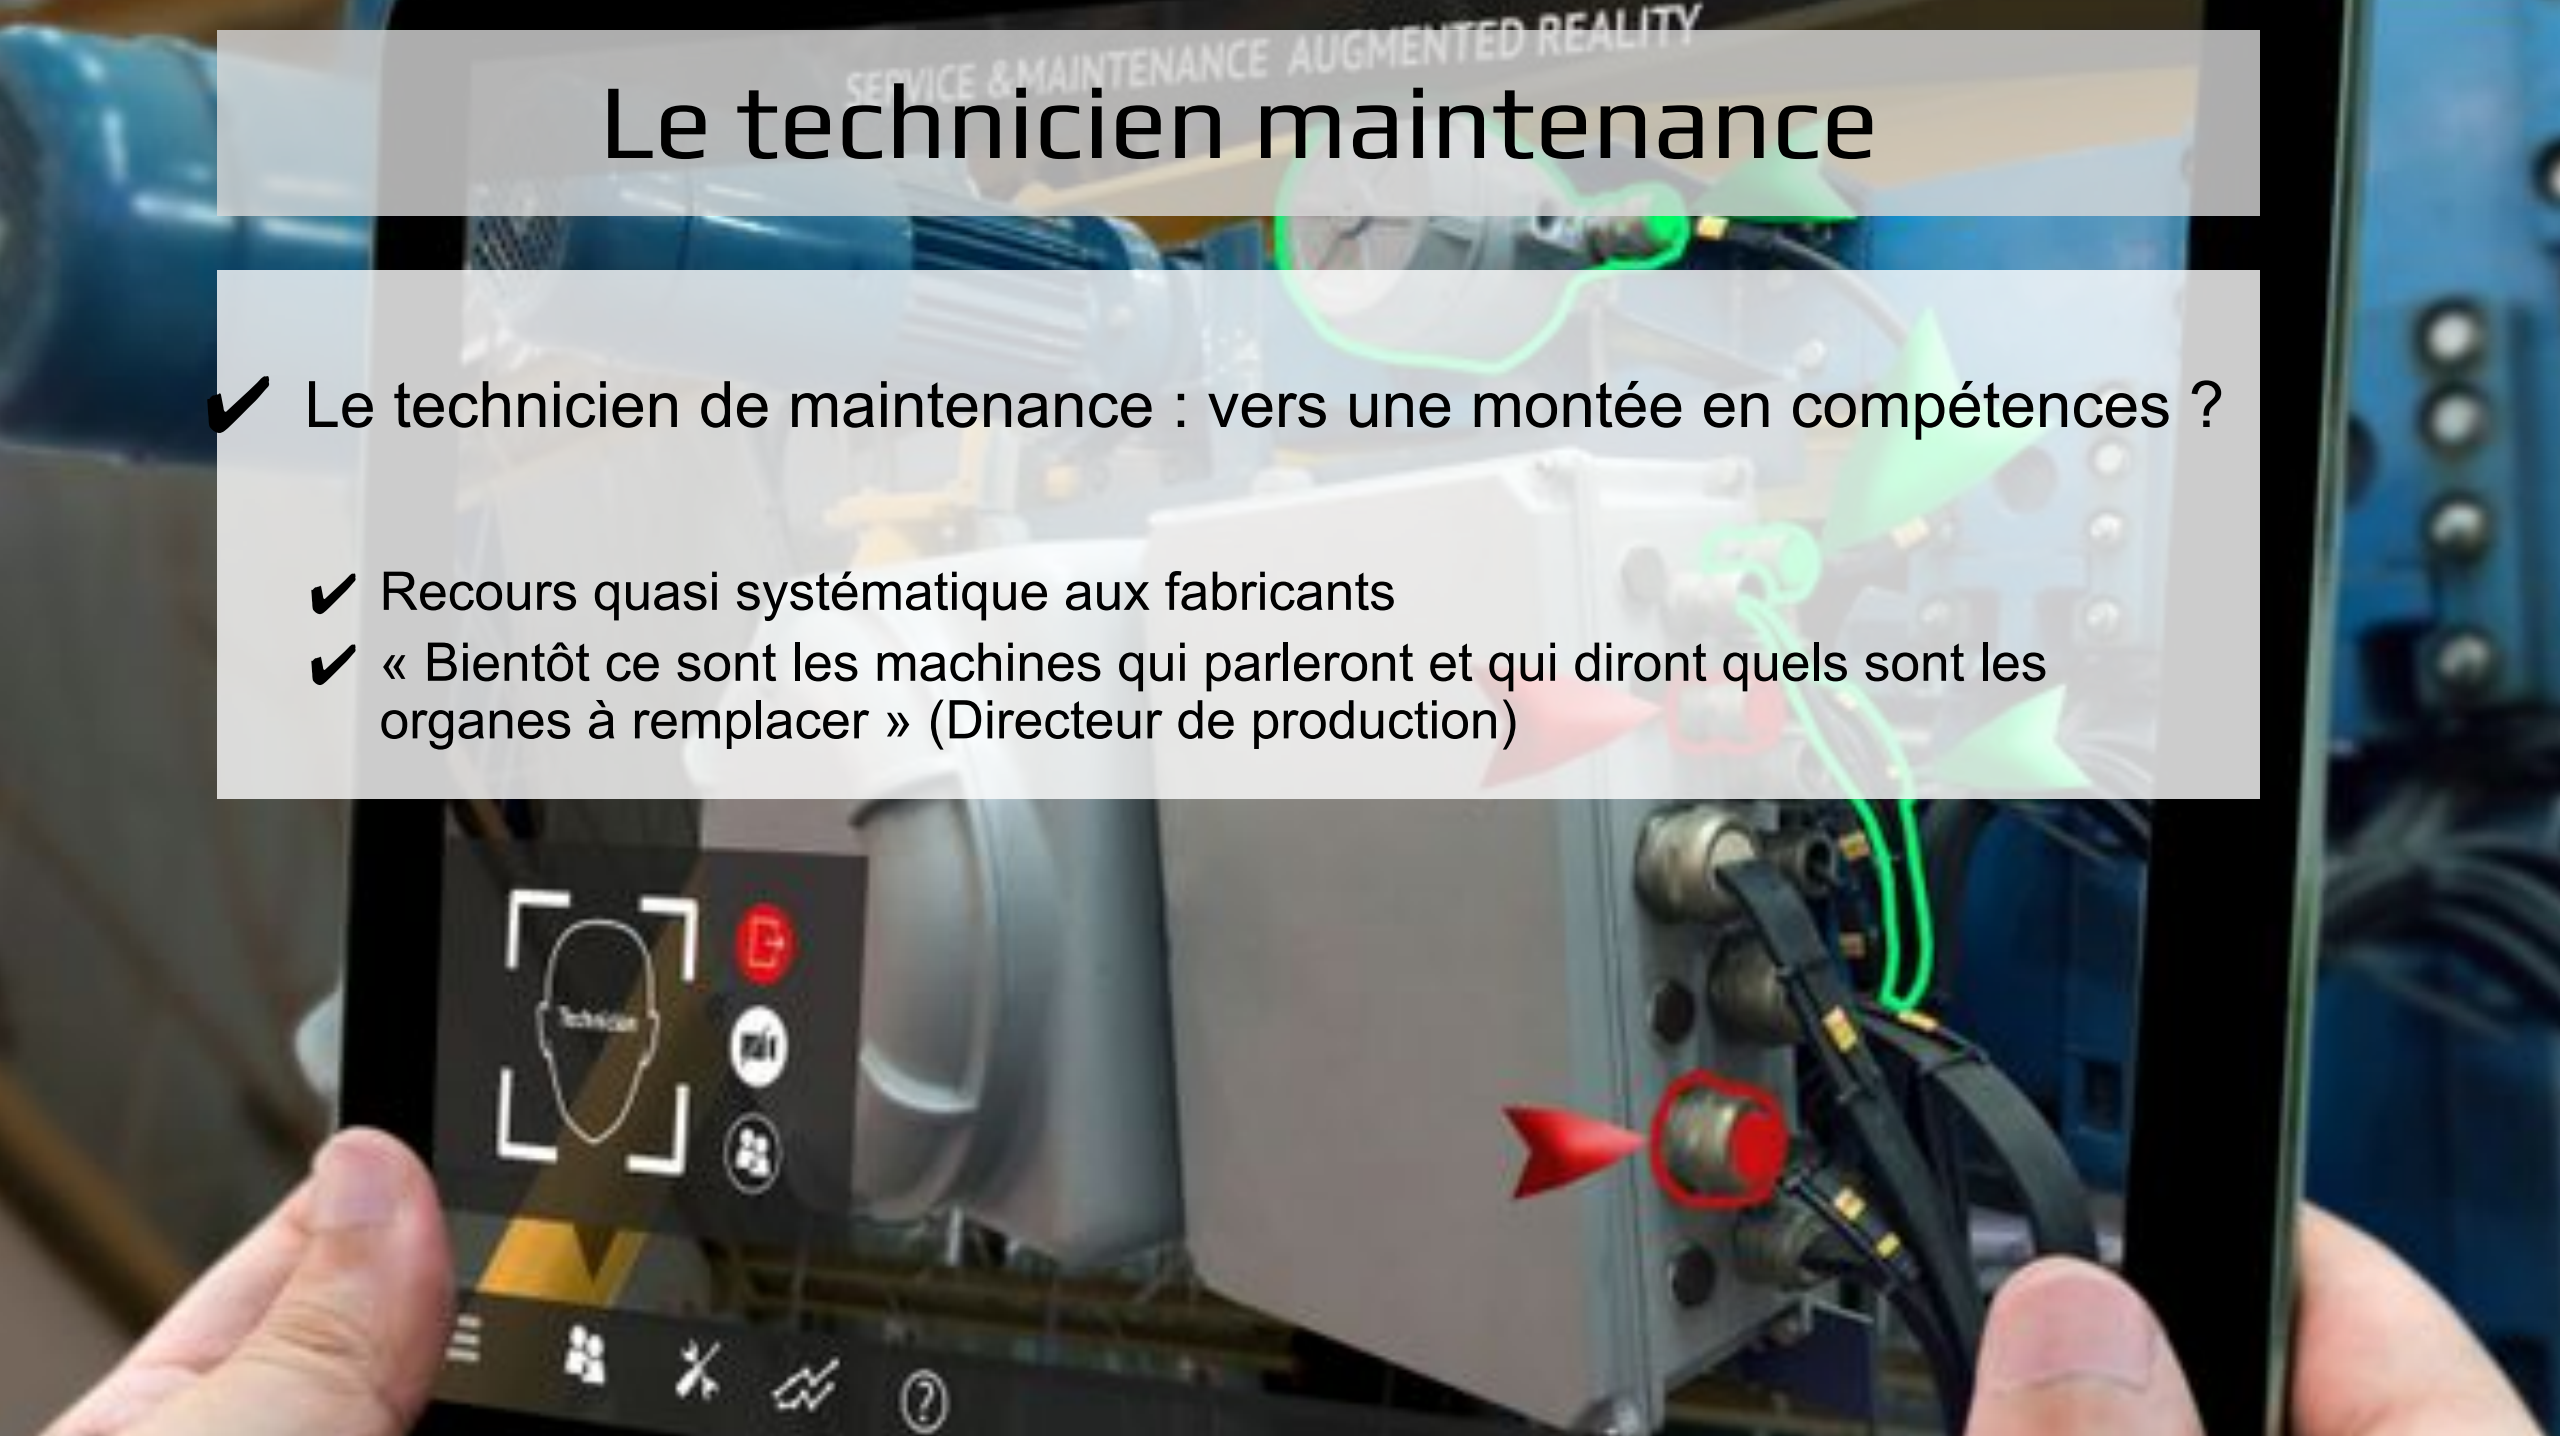 SERVICE & MAINTENANCE AUGMENTED REALITY
Le technicien maintenance
✔ Le technicien de maintenance : vers une montée en compétences ?
✔ Recours quasi systématique aux fabricants
✔ « Bientôt ce sont les machines qui parleront et qui diront quels sont les
organes à remplacer » (Directeur de production)
Technician
?